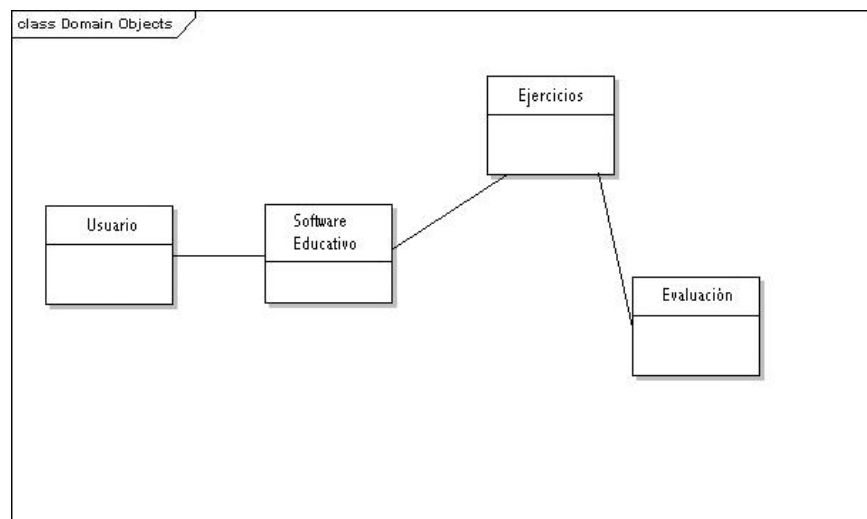 class Domain Objects
Ejercicios
Usuario
Software
Educativo
Evaluación